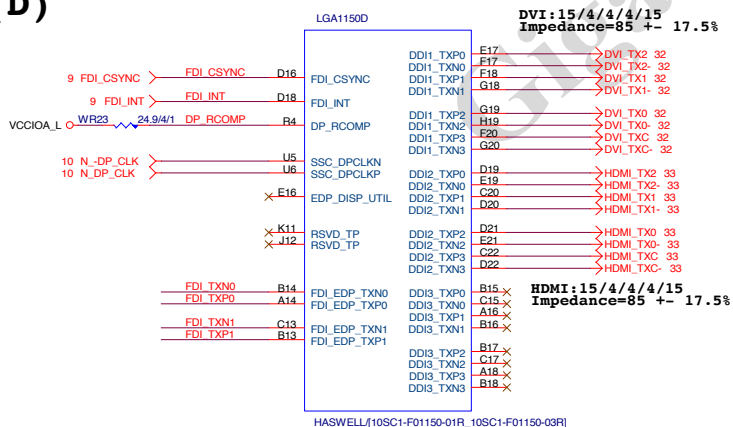 D)
LGA1150D
DVI:15/4/4/4/15
Impedance=85 +- 17.5%
Giga
9 FDI_CSYNC FDI_CSYNC D16 FDI_CSYNC
9 FDI_INT FDI_INT D18 FDI_INT
VCCIOA_L WR23 24.9/4/1 DP_RCOMP R4 DP_RCOMP
10 N_-DP_CLK U5 SSC_DPCLKN
10 N_DP_CLK U6 SSC_DPCLKP
E16 EDP_DISP_UTIL
K11 RSVD_TP
J12 RSVD_TP
FDI_TXN0 B14 FDI_EDP_TXN0
FDI_TXP0 A14 FDI_EDP_TXP0
FDI_TXN1 C13 FDI_EDP_TXN1
FDI_TXP1 B13 FDI_EDP_TXP1
DDI1_TXP0 E17 DVI_TX2 32
DDI1_TXN0 F17 DVI_TX2- 32
DDI1_TXP1 F18 DVI_TX1 32
DDI1_TXN1 G18 DVI_TX1- 32
DDI1_TXP2 G19 DVI_TX0 32
DDI1_TXN2 H19 DVI_TX0- 32
DDI1_TXP3 F20 DVI_TXC 32
DDI1_TXN3 G20 DVI_TXC- 32
DDI2_TXP0 D19 HDMI_TX2 33
DDI2_TXN0 E19 HDMI_TX2- 33
DDI2_TXP1 C20 HDMI_TX1 33
DDI2_TXN1 D20 HDMI_TX1- 33
DDI2_TXP2 D21 HDMI_TX0 33
DDI2_TXN2 E21 HDMI_TX0- 33
DDI2_TXP3 C22 HDMI_TXC 33
DDI2_TXN3 D22 HDMI_TXC- 33
HDMI:15/4/4/4/15
Impedance=85 +- 17.5%
DDI3_TXP0 B15
DDI3_TXN0 C15
DDI3_TXP1 A16
DDI3_TXN1 B16
DDI3_TXP2 B17
DDI3_TXN2 C17
DDI3_TXP3 A18
DDI3_TXN3 B18
HASWELL/[10SC1-F01150-01R_10SC1-F01150-03R]